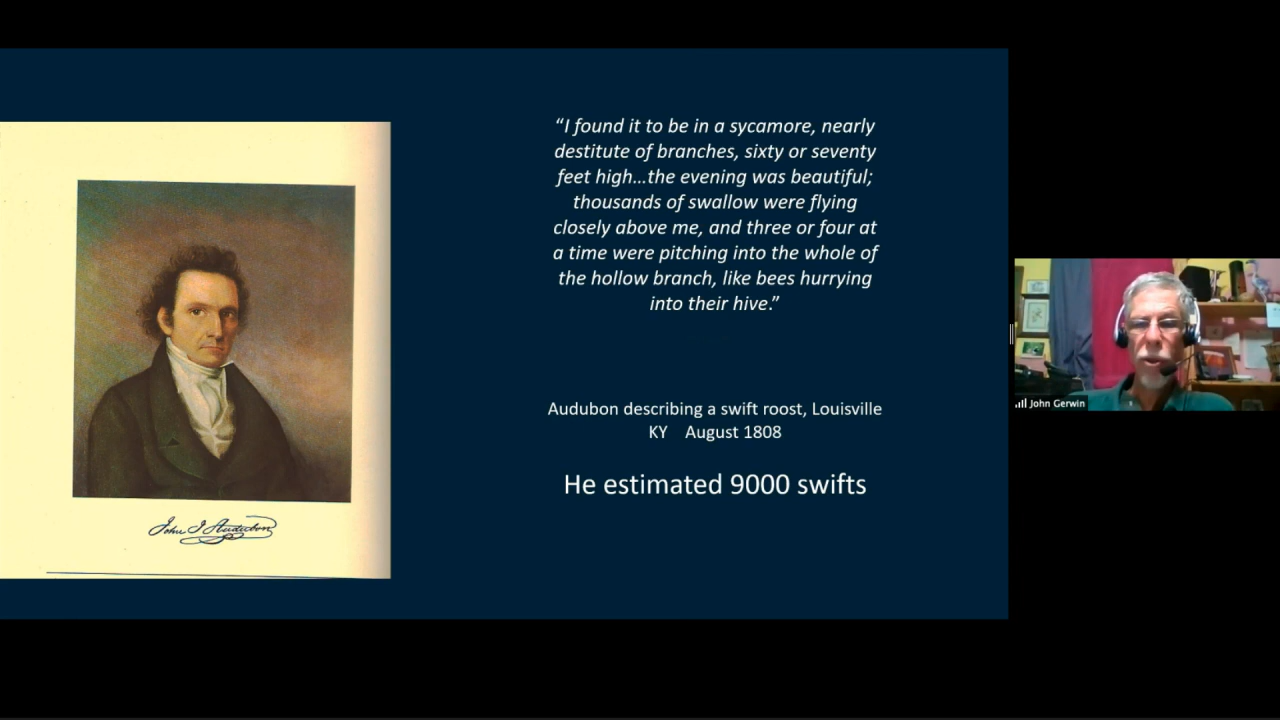 “I found it to be in a sycamore, nearly
destitute of branches, sixty or seventy
feet high...the evening was beautiful;
thousands of swallow were flying
closely above me, and three or four at
a time were pitching into the whole of
the hollow branch, like bees hurrying
into their hive.”
Audubon describing a swift roost, Louisville
KY August 1808
He estimated 9000 swifts
John J Audubon
John Gerwin